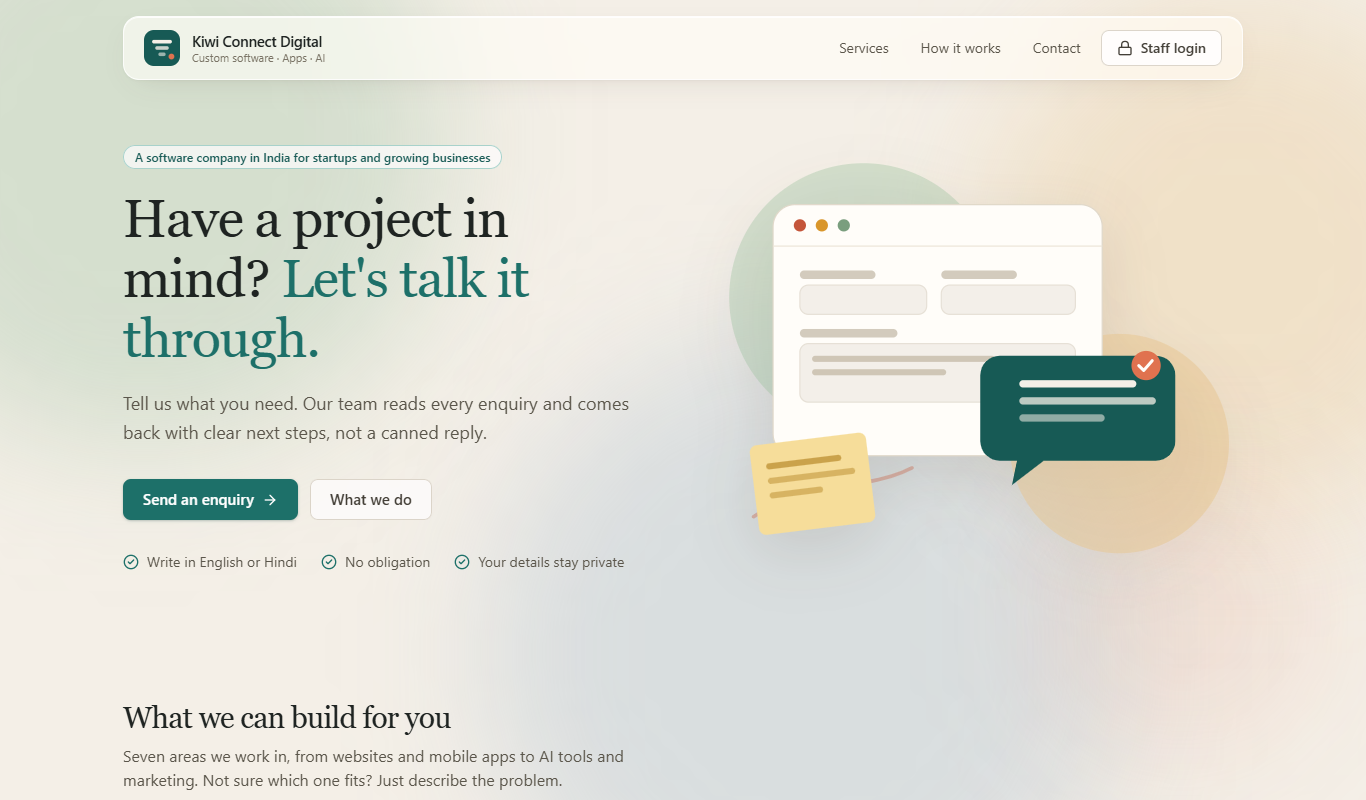 Kiwi Connect Digital
Custom software · Apps · AI
Services
How it works
Contact
Staff login
A software company in India for startups and growing businesses
Have a project in
mind? Let's talk it
through.
Tell us what you need. Our team reads every enquiry and comes
back with clear next steps, not a canned reply.
Send an enquiry →
What we do
Write in English or Hindi
No obligation
Your details stay private
What we can build for you
Seven areas we work in, from websites and mobile apps to AI tools and
marketing. Not sure which one fits? Just describe the problem.